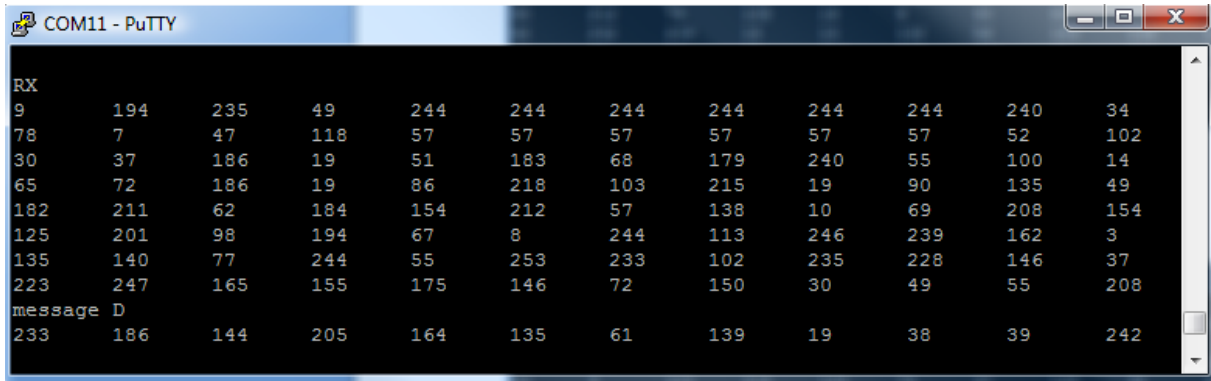 COM11 - PuTTY
RX
9 194 235 49 244 244 244 244 244 244 240 34
78 7 47 118 57 57 57 57 57 57 52 102
30 37 186 19 51 183 68 179 240 55 100 14
65 72 186 19 86 218 103 215 19 90 135 49
182 211 62 184 154 212 57 138 10 69 208 154
125 201 98 194 67 8 244 113 246 239 162 3
135 140 77 244 55 253 233 102 235 228 146 37
223 247 165 155 175 146 72 150 30 49 55 208
message D
233 186 144 205 164 135 61 139 19 38 39 242